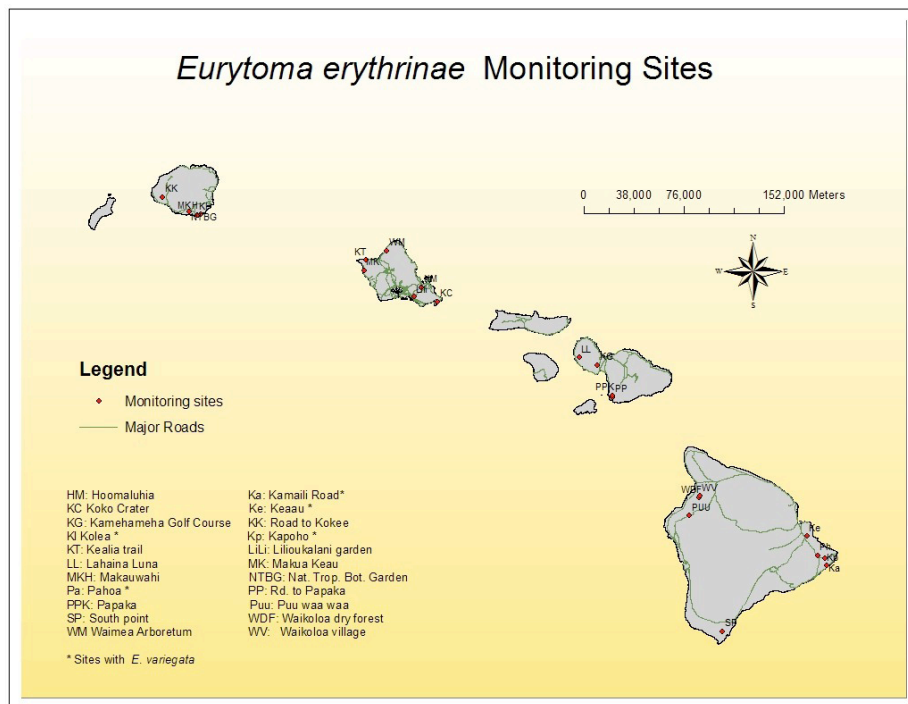 Eurytoma erythrinae Monitoring Sites
0 38,000 76,000 152,000 Meters
N
W E
S
KK
MKH
NTBG
KT
WM
MK
KC
LL
KG
PPK PP
WDF WV
PUU
Ke
Ka
SP
Legend
Monitoring sites
Major Roads
HM: Hoomaluhia
KC Koko Crater
KG: Kamehameha Golf Course
Kl Kolea *
KT: Kealia trail
LL: Lahaina Luna
MKH: Makauwahi
Pa: Pahoa *
PPK: Papaka
SP: South point
WM Waimea Arboretum
Ka: Kamaili Road*
Ke: Keaau *
KK: Road to Kokee
Kp: Kapoho *
LiLi: Lilioukalani garden
MK: Makua Keau
NTBG: Nat. Trop. Bot. Garden
PP: Rd. to Papaka
Puu: Puu waa waa
WDF: Waikoloa dry forest
WV: Waikoloa village
* Sites with E. variegata